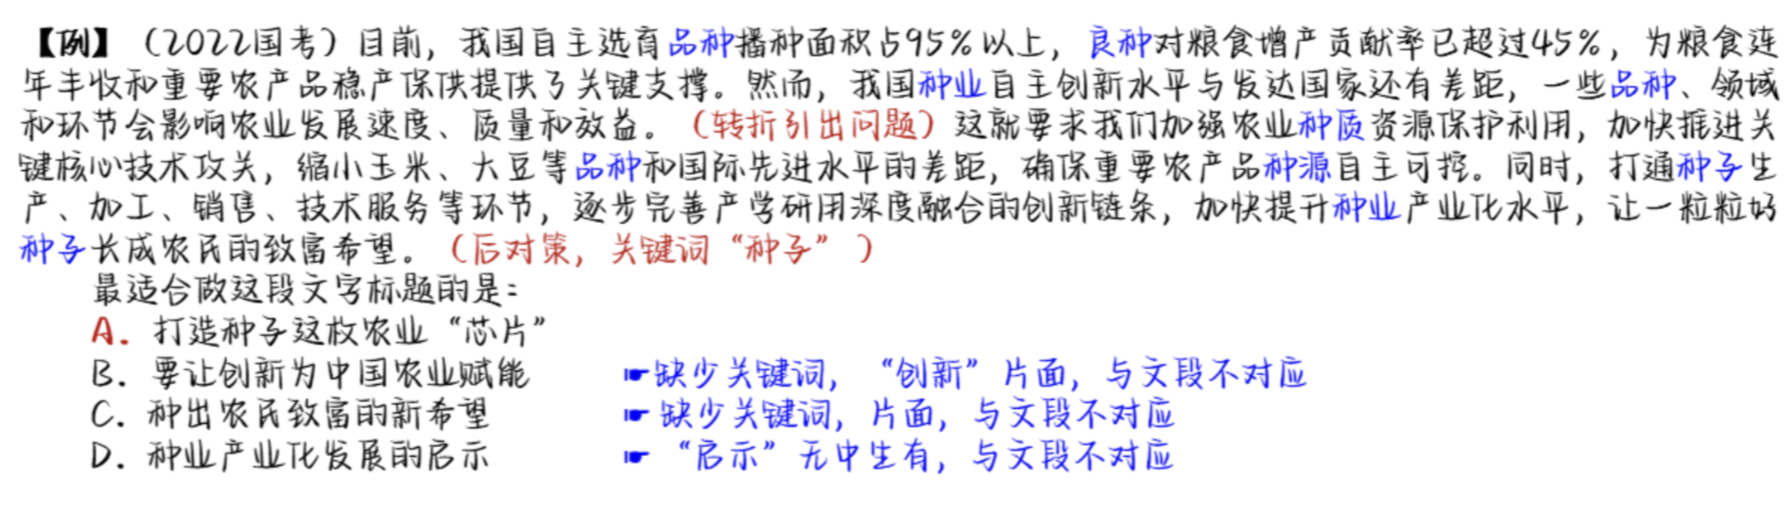 【例】（2022国考）目前，我国自主选育品种播种面积占95%以上，良种对粮食增产贡献率已超过45%，为粮食连
年丰收和重要农产品稳产保供提供了关键支撑。然而，我国种业自主创新水平与发达国家还有差距，一些品种、领域
和环节会影响农业发展速度、质量和效益。（转折引出问题）这就要求我们加强农业种质资源保护利用，加快推进关
键核心技术攻关，缩小玉米、大豆等品种和国际先进水平的差距，确保重要农产品种源自主可控。同时，打通种子生
产、加工、销售、技术服务等环节，逐步完善产学研用深度融合的创新链条，加快提升种业产业化水平，让一粒粒好
种子长成农民的致富希望。（后对策，关键词“种子”）
最适合做这段文字标题的是：
A. 打造种子这枚农业“芯片”
B. 要让创新为中国农业赋能 ☛缺少关键词，“创新”片面，与文段不对应
C. 种出农民致富的新希望 ☛缺少关键词，片面，与文段不对应
D. 种业产业化发展的启示 ☛“启示”无中生有，与文段不对应